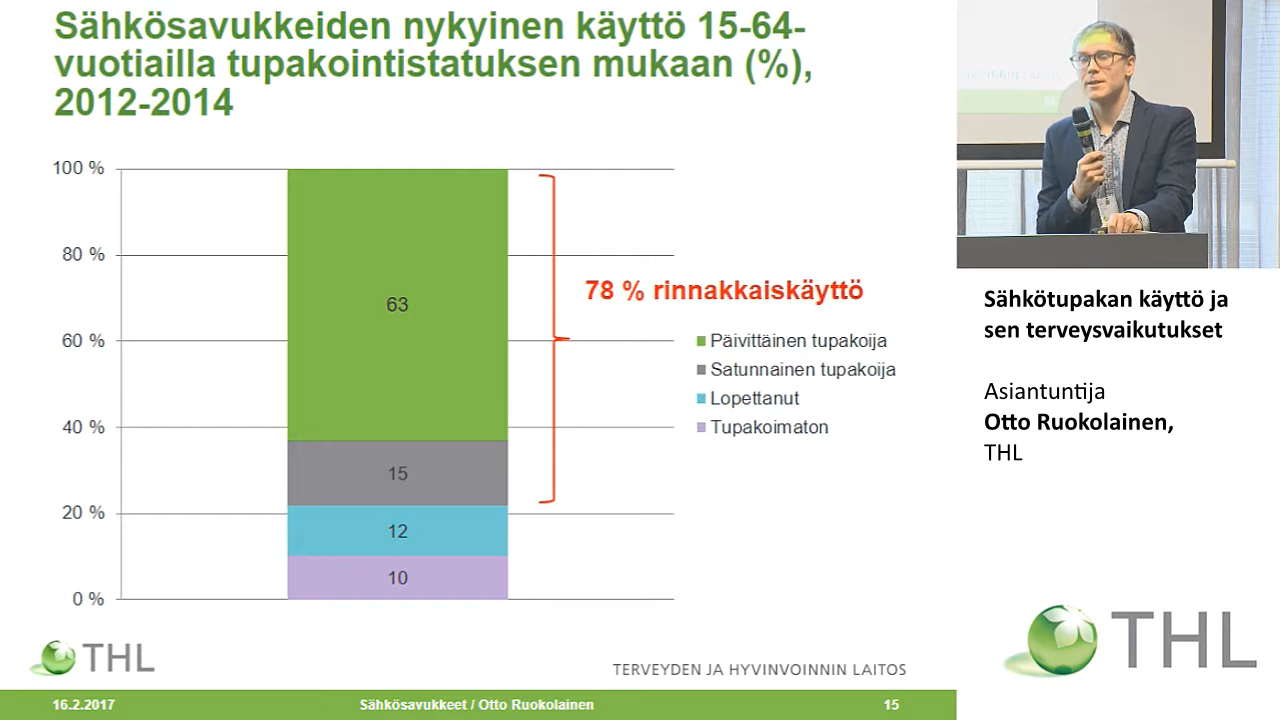 Sähkösavukkeiden nykyinen käyttö 15-64-
vuotiailla tupakointistatuksen mukaan (%),
2012-2014
100 %
80 %
60 %
40 %
20 %
0 %
63
15
12
10
78 % rinnakkaiskäyttö
Päivittäinen tupakoija
Satunnainen tupakoija
Lopettanut
Tupakoimaton
THL
TERVEYDEN JA HYVINVOINNIN LAITOS
16.2.2017
Sähkösavukkeet / Otto Ruokolainen
15
Sähkötupakan käyttö ja
sen terveysvaikutukset
Asiantuntija
Otto Ruokolainen,
THL
THL